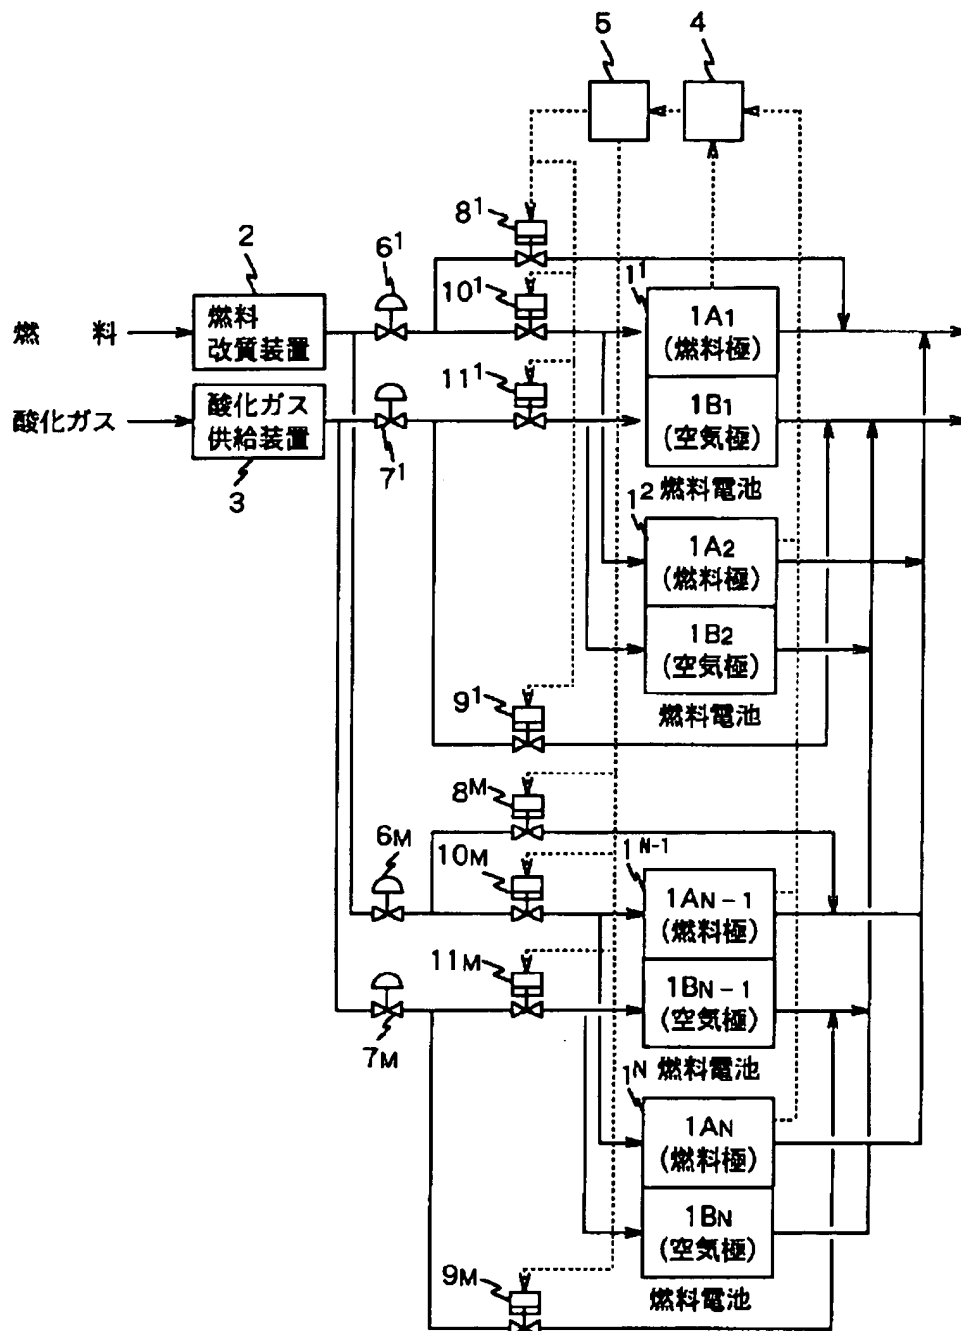 5
4
8¹
2
6¹
10¹
1¹
燃料
燃料
改質装置
1A₁
(燃料極)
11¹
酸化ガス
酸化ガス
供給装置
1B₁
(空気極)
7¹
3
燃料電池
1²
1A₂
(燃料極)
1B₂
(空気極)
9¹
燃料電池
8M
6M
10M
1ᴺ⁻¹
1AN-1
(燃料極)
11M
1BN-1
(空気極)
7M
燃料電池
1ᴺ
1AN
(燃料極)
1BN
(空気極)
9M
燃料電池